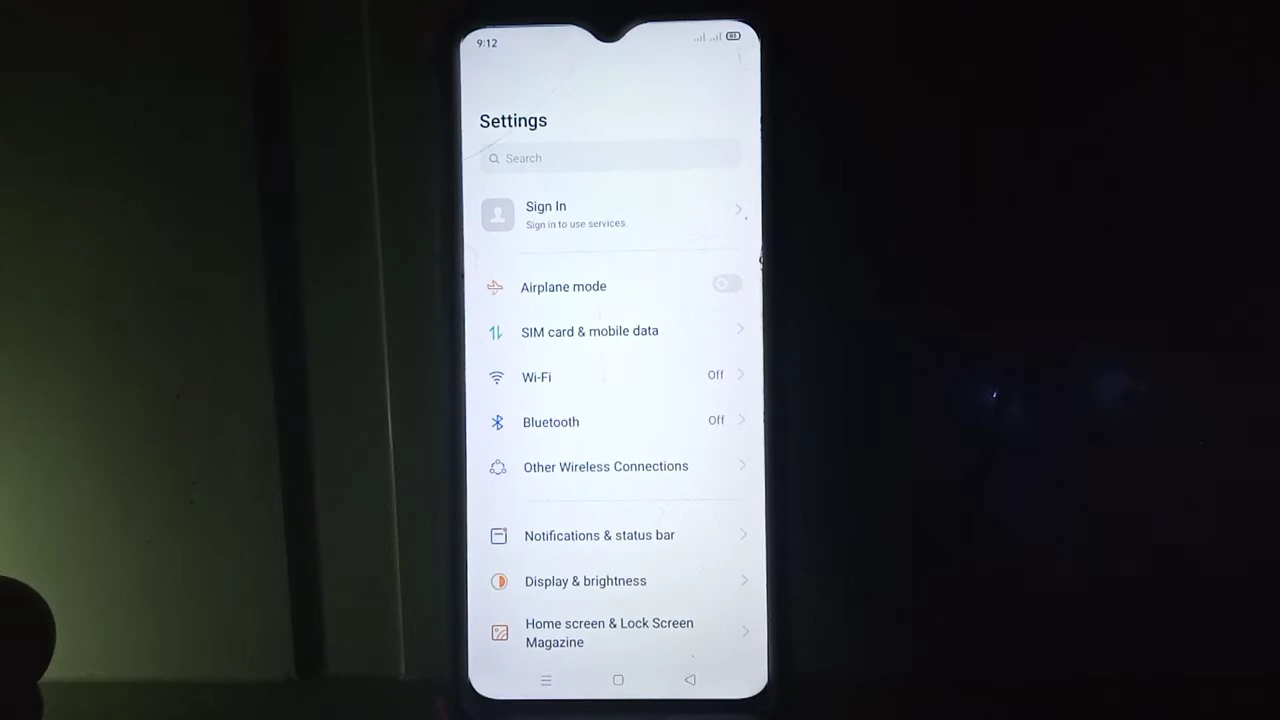 9:12
81
Settings
Search
Sign In
Sign in to use services.
Airplane mode
SIM card & mobile data
Wi-Fi
Off
Bluetooth
Off
Other Wireless Connections
Notifications & status bar
Display & brightness
Home screen & Lock Screen
Magazine